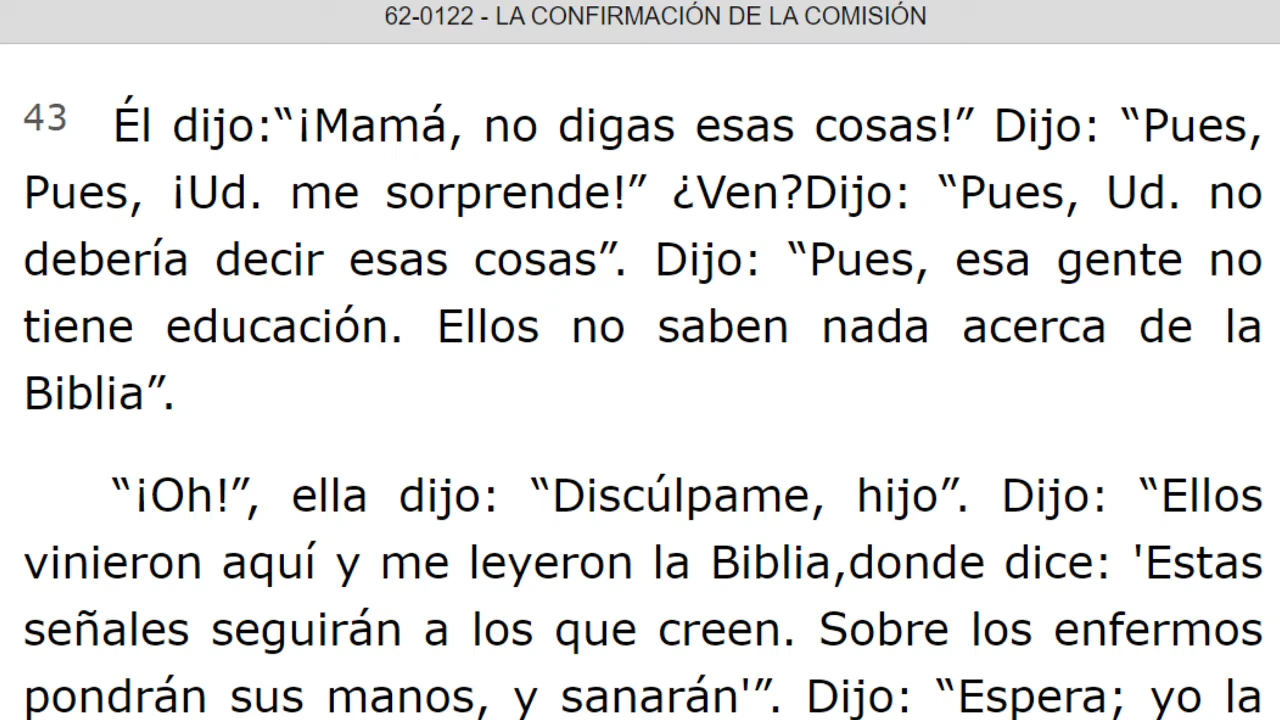 62-0122 - LA CONFIRMACIÓN DE LA COMISIÓN
43 Él dijo:“¡Mamá, no digas esas cosas!” Dijo: “Pues,
Pues, ¡Ud. me sorprende!” ¿Ven?Dijo: “Pues, Ud. no
debería decir esas cosas”. Dijo: “Pues, esa gente no
tiene educación. Ellos no saben nada acerca de la
Biblia”.
“¡Oh!”, ella dijo: “Discúlpame, hijo”. Dijo: “Ellos
vinieron aquí y me leyeron la Biblia,donde dice: 'Estas
señales seguirán a los que creen. Sobre los enfermos
pondrán sus manos, y sanarán'”. Dijo: “Espera; yo la